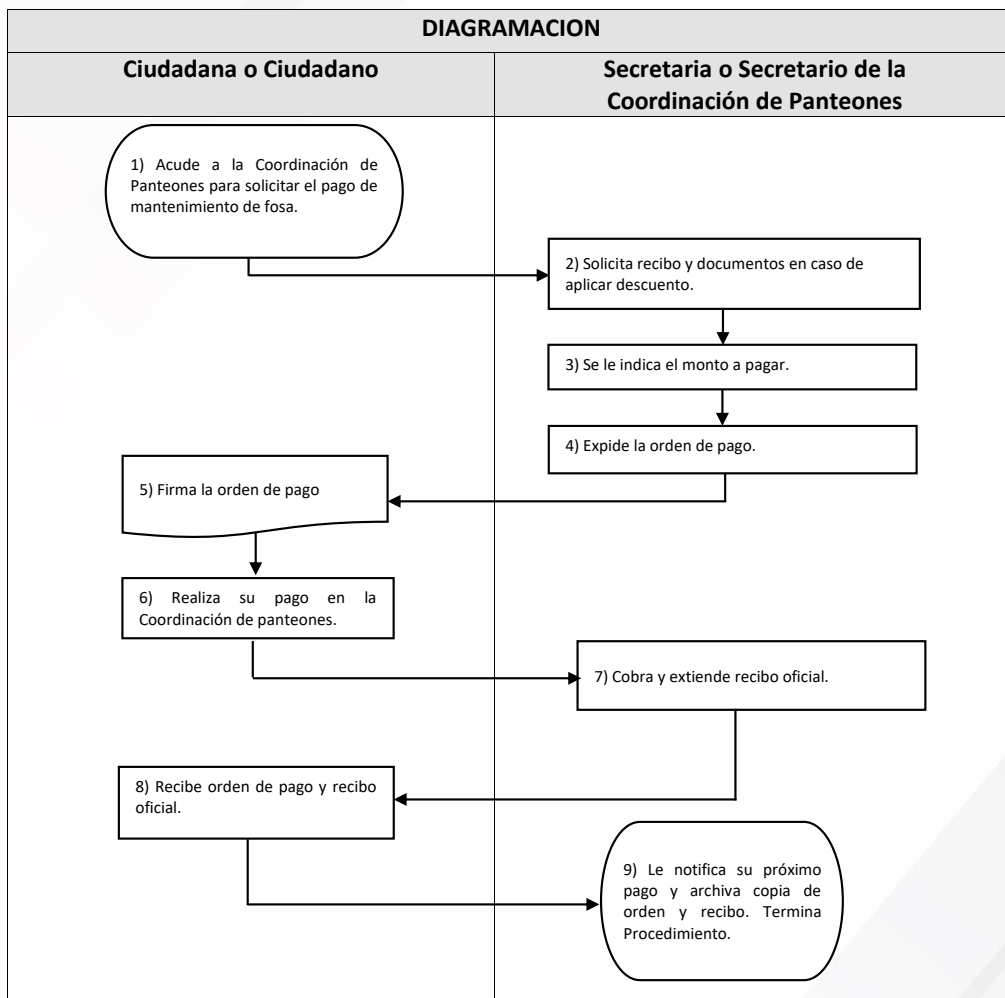 DIAGRAMACION
Ciudadana o Ciudadano
Secretaria o Secretario de la
Coordinación de Panteones
1) Acude a la Coordinación de
Panteones para solicitar el pago de
mantenimiento de fosa.
2) Solicita recibo y documentos en caso de
aplicar descuento.
3) Se le indica el monto a pagar.
4) Expide la orden de pago.
5) Firma la orden de pago
6) Realiza su pago en la
Coordinación de panteones.
7) Cobra y extiende recibo oficial.
8) Recibe orden de pago y recibo
oficial.
9) Le notifica su próximo
pago y archiva copia de
orden y recibo. Termina
Procedimiento.